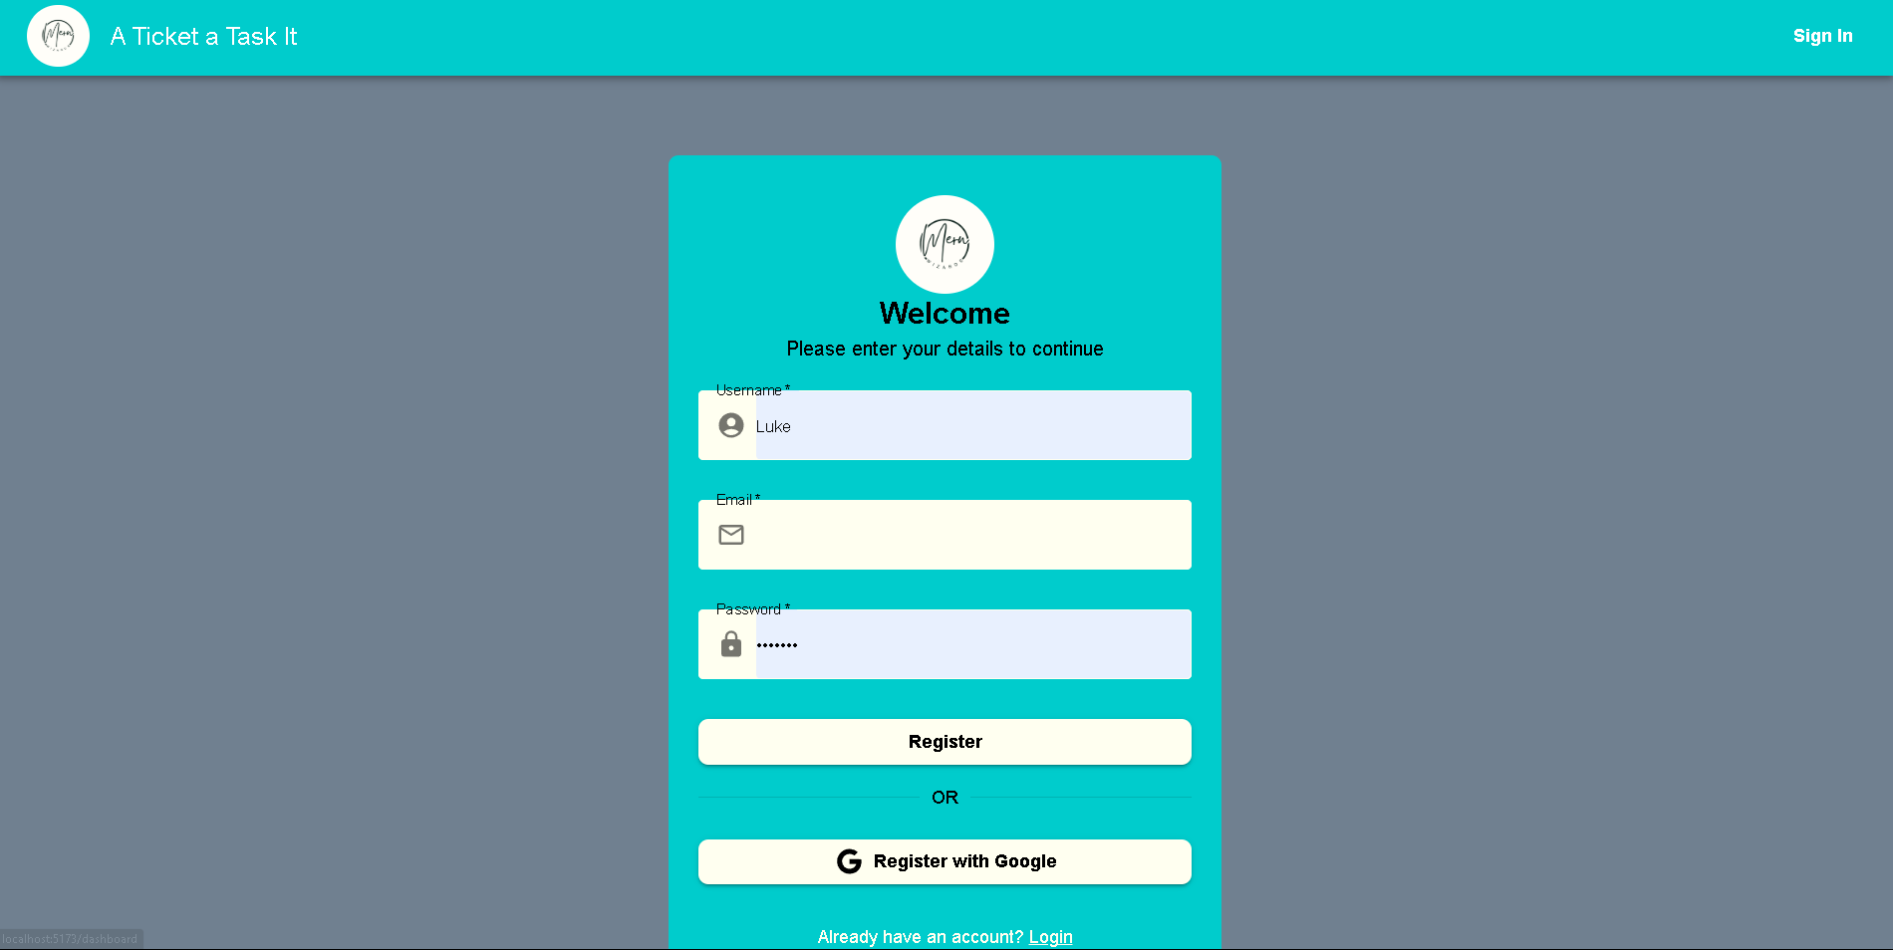 Mern
A Ticket a Task It
Sign In
Mern
WIZARDS
Welcome
Please enter your details to continue
Username *
Luke
Email *
Password *
•••••••
Register
OR
G Register with Google
Already have an account? Login
localhost:5173/dashboard